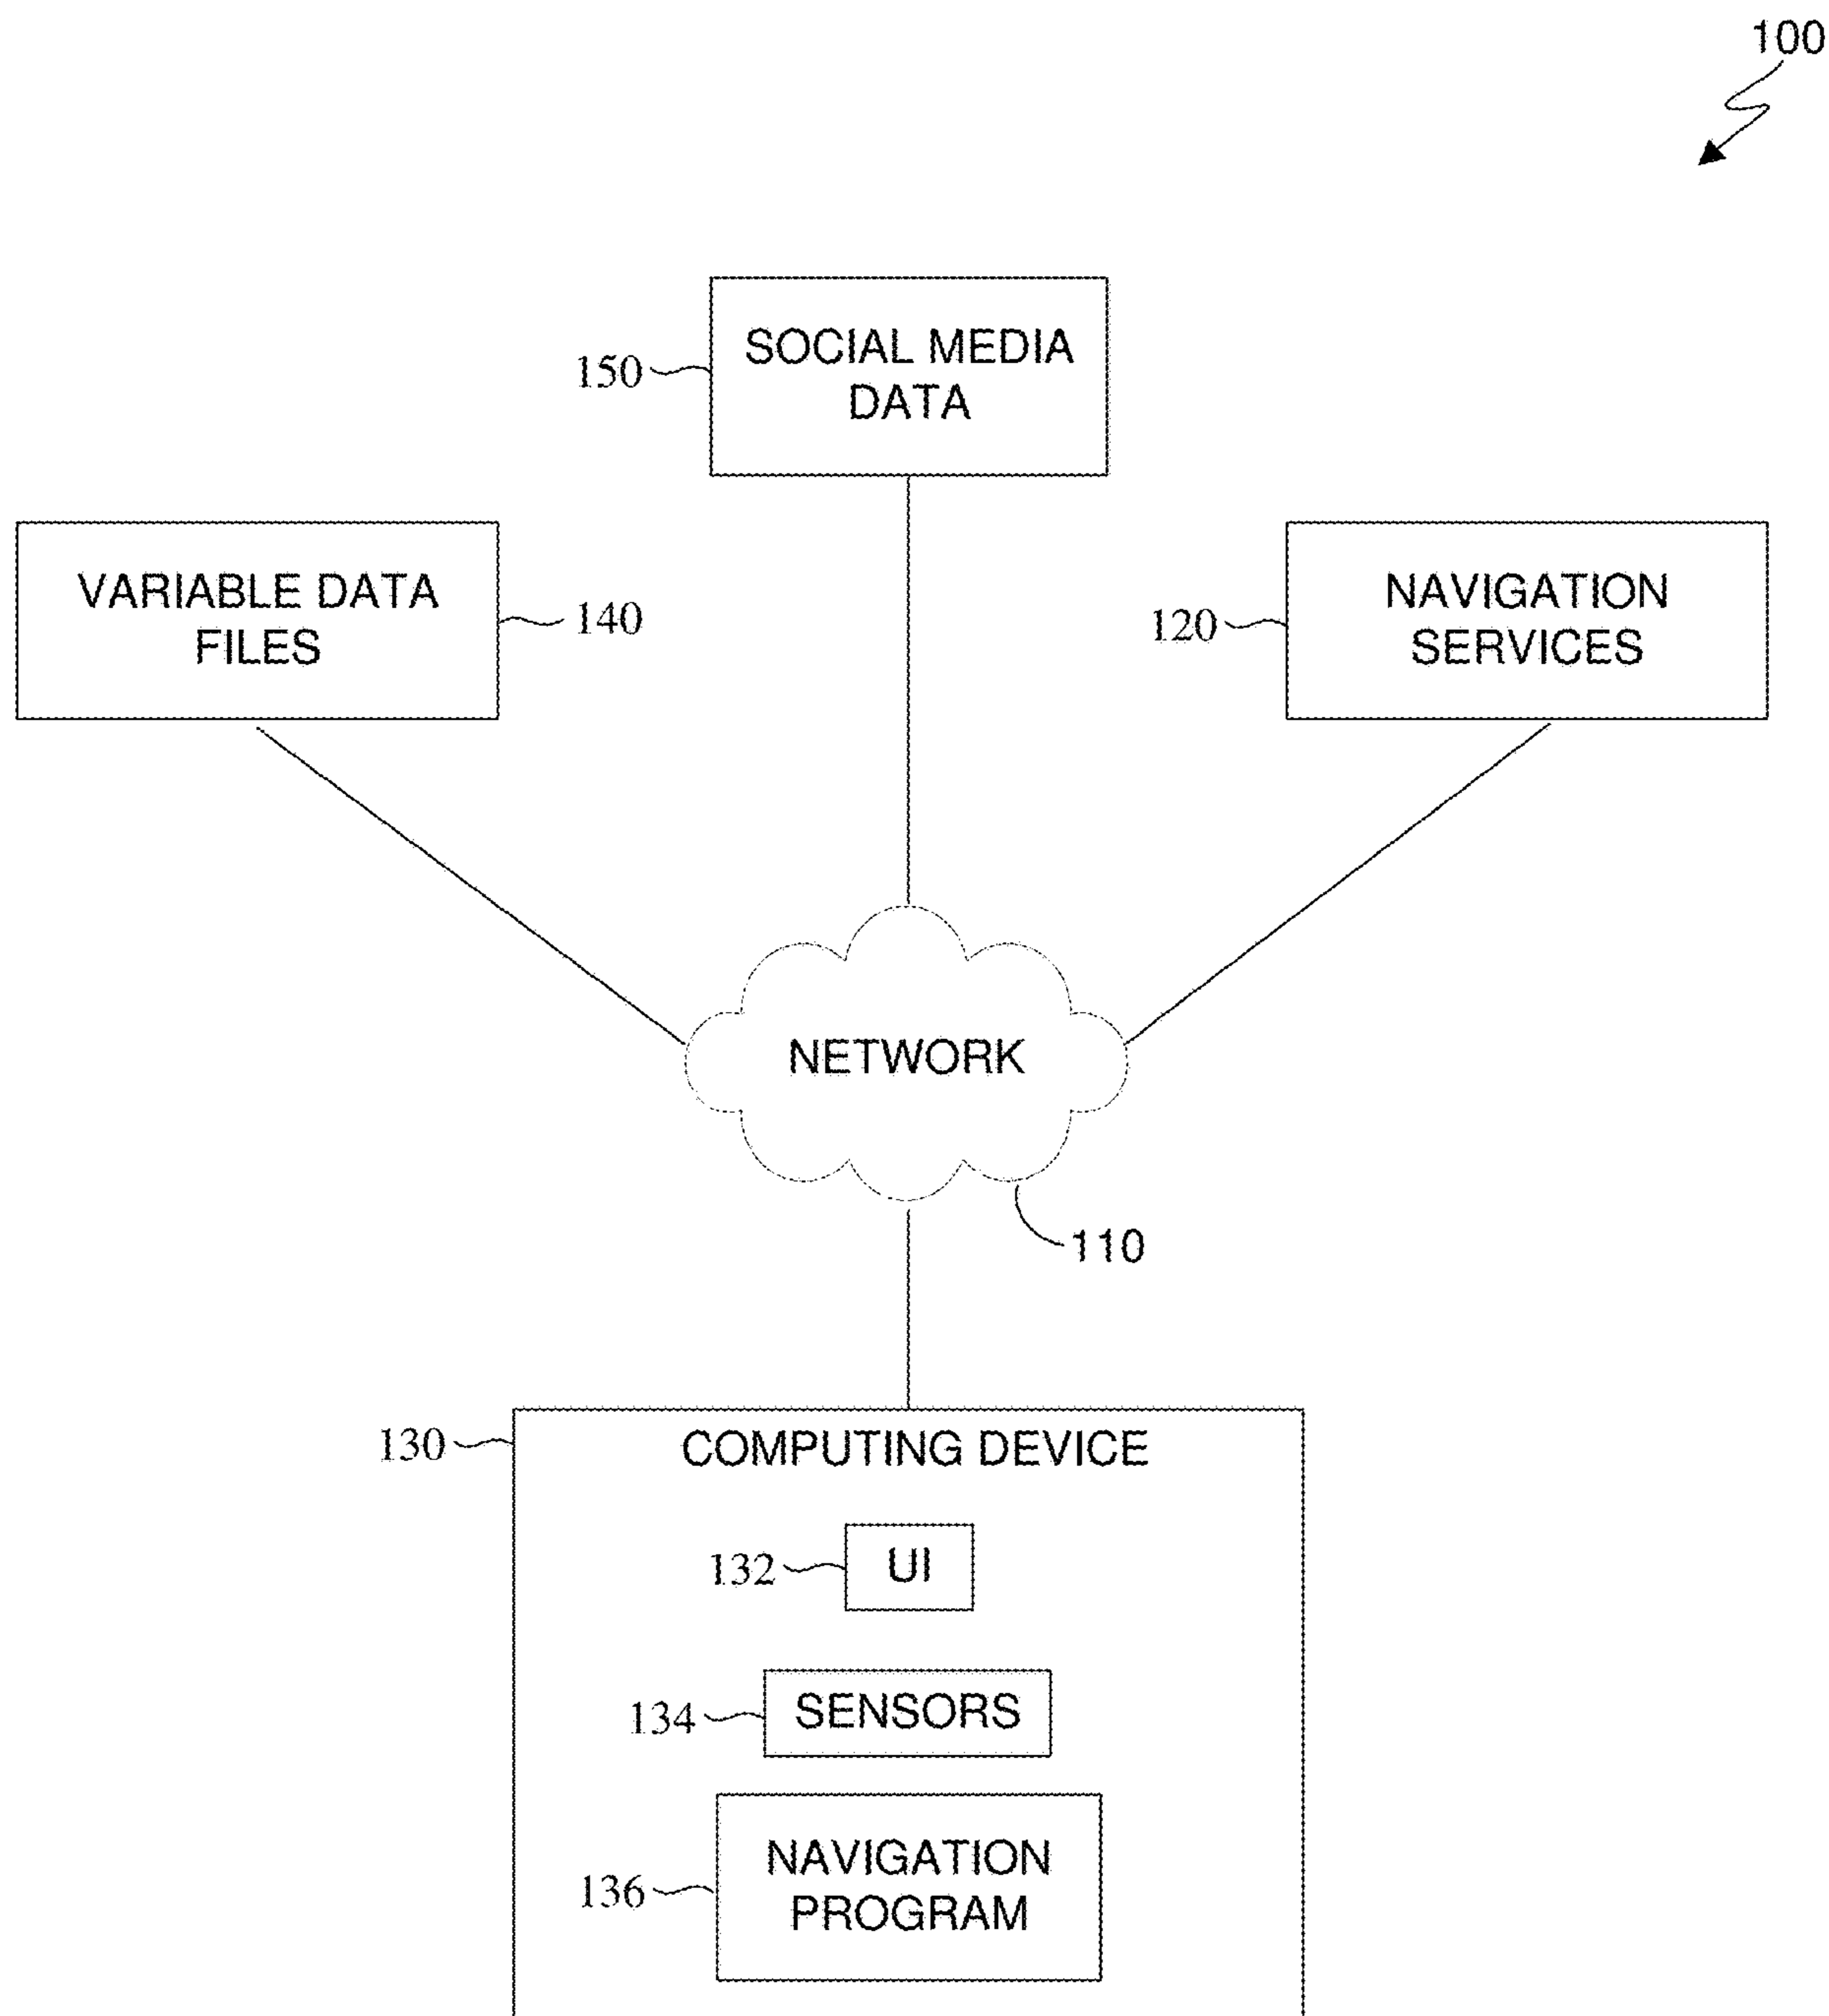 100
SOCIAL MEDIA
DATA
150
VARIABLE DATA
FILES
140
NAVIGATION
SERVICES
120
NETWORK
110
130
COMPUTING DEVICE
132
UI
134
SENSORS
136
NAVIGATION
PROGRAM